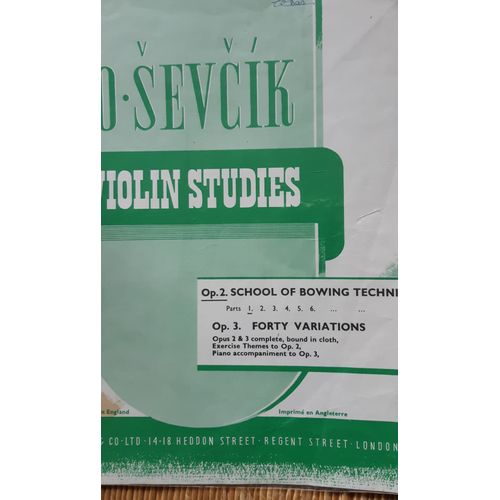 O·ŠEVČÍK
VIOLIN STUDIES
Op.2. SCHOOL OF BOWING TECHNI
Parts 1. 2. 3. 4. 5. 6. ... ...
Op. 3. FORTY VARIATIONS
Opus 2 & 3 complete, bound in cloth,
Exercise Themes to Op. 2,
Piano accompaniment to Op. 3,
in England
Imprimé en Angleterre
& CO·LTD·14-18 HEDDON STREET·REGENT STREET·LONDON